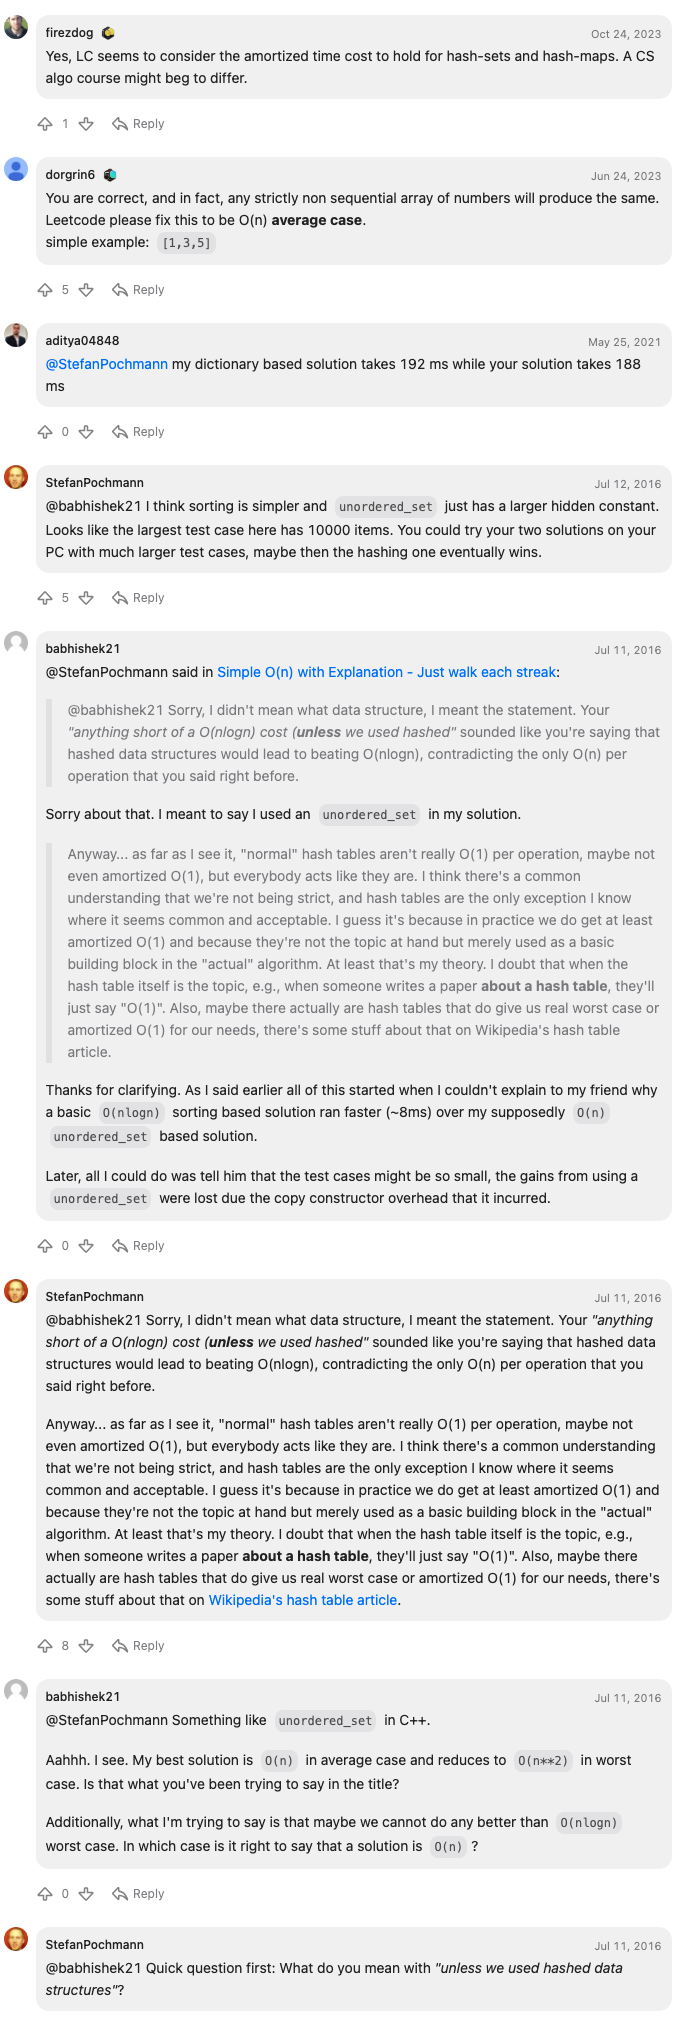 firezdog
Oct 24, 2023
Yes, LC seems to consider the amortized time cost to hold for hash-sets and hash-maps. A CS
algo course might beg to differ.
1 Reply
dorgrin6
Jun 24, 2023
You are correct, and in fact, any strictly non sequential array of numbers will produce the same.
Leetcode please fix this to be O(n) average case.
simple example: [1,3,5]
5 Reply
aditya04848
May 25, 2021
@StefanPochmann my dictionary based solution takes 192 ms while your solution takes 188
ms
0 Reply
StefanPochmann
Jul 12, 2016
@babhishek21 I think sorting is simpler and unordered_set just has a larger hidden constant.
Looks like the largest test case here has 10000 items. You could try your two solutions on your
PC with much larger test cases, maybe then the hashing one eventually wins.
5 Reply
babhishek21
Jul 11, 2016
@StefanPochmann said in Simple O(n) with Explanation - Just walk each streak:
@babhishek21 Sorry, I didn't mean what data structure, I meant the statement. Your
"anything short of a O(nlogn) cost (unless we used hashed" sounded like you're saying that
hashed data structures would lead to beating O(nlogn), contradicting the only O(n) per
operation that you said right before.
Sorry about that. I meant to say I used an unordered_set in my solution.
Anyway... as far as I see it, "normal" hash tables aren't really O(1) per operation, maybe not
even amortized O(1), but everybody acts like they are. I think there's a common
understanding that we're not being strict, and hash tables are the only exception I know
where it seems common and acceptable. I guess it's because in practice we do get at least
amortized O(1) and because they're not the topic at hand but merely used as a basic
building block in the "actual" algorithm. At least that's my theory. I doubt that when the
hash table itself is the topic, e.g., when someone writes a paper about a hash table, they'll
just say "O(1)". Also, maybe there actually are hash tables that do give us real worst case or
amortized O(1) for our needs, there's some stuff about that on Wikipedia's hash table
article.
Thanks for clarifying. As I said earlier all of this started when I couldn't explain to my friend why
a basic O(nlogn) sorting based solution ran faster (~8ms) over my supposedly O(n)
unordered_set based solution.
Later, all I could do was tell him that the test cases might be so small, the gains from using a
unordered_set were lost due the copy constructor overhead that it incurred.
0 Reply
StefanPochmann
Jul 11, 2016
@babhishek21 Sorry, I didn't mean what data structure, I meant the statement. Your "anything
short of a O(nlogn) cost (unless we used hashed" sounded like you're saying that hashed data
structures would lead to beating O(nlogn), contradicting the only O(n) per operation that you
said right before.
Anyway... as far as I see it, "normal" hash tables aren't really O(1) per operation, maybe not
even amortized O(1), but everybody acts like they are. I think there's a common understanding
that we're not being strict, and hash tables are the only exception I know where it seems
common and acceptable. I guess it's because in practice we do get at least amortized O(1) and
because they're not the topic at hand but merely used as a basic building block in the "actual"
algorithm. At least that's my theory. I doubt that when the hash table itself is the topic, e.g.,
when someone writes a paper about a hash table, they'll just say "O(1)". Also, maybe there
actually are hash tables that do give us real worst case or amortized O(1) for our needs, there's
some stuff about that on Wikipedia's hash table article.
8 Reply
babhishek21
Jul 11, 2016
@StefanPochmann Something like unordered_set in C++.
Aahhh. I see. My best solution is O(n) in average case and reduces to O(n**2) in worst
case. Is that what you've been trying to say in the title?
Additionally, what I'm trying to say is that maybe we cannot do any better than O(nlogn)
worst case. In which case is it right to say that a solution is O(n) ?
0 Reply
StefanPochmann
Jul 11, 2016
@babhishek21 Quick question first: What do you mean with "unless we used hashed data
structures"?